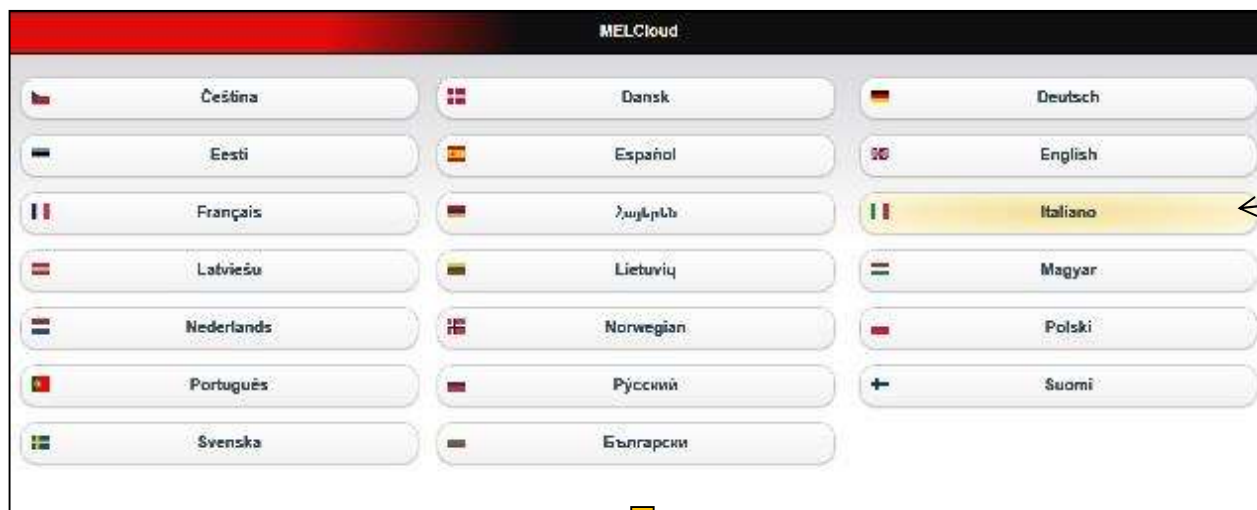 MELCloud
Čeština Dansk Deutsch
Eesti Español English
Français Հայերեն Italiano
Latviešu Lietuvių Magyar
Nederlands Norwegian Polski
Português Рýсский Suomi
Svenska Български